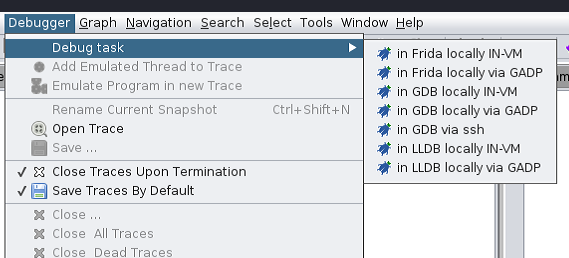 Debugger Graph Navigation Search Select Tools Window Help
Debug task
Add Emulated Thread to Trace
Emulate Program in new Trace
Rename Current Snapshot Ctrl+Shift+N
Open Trace
Save ...
Close Traces Upon Termination
Save Traces By Default
Close ...
Close All Traces
Close Dead Traces
in Frida locally IN-VM
in Frida locally via GADP
in GDB locally IN-VM
in GDB locally via GADP
in GDB via ssh
in LLDB locally IN-VM
in LLDB locally via GADP